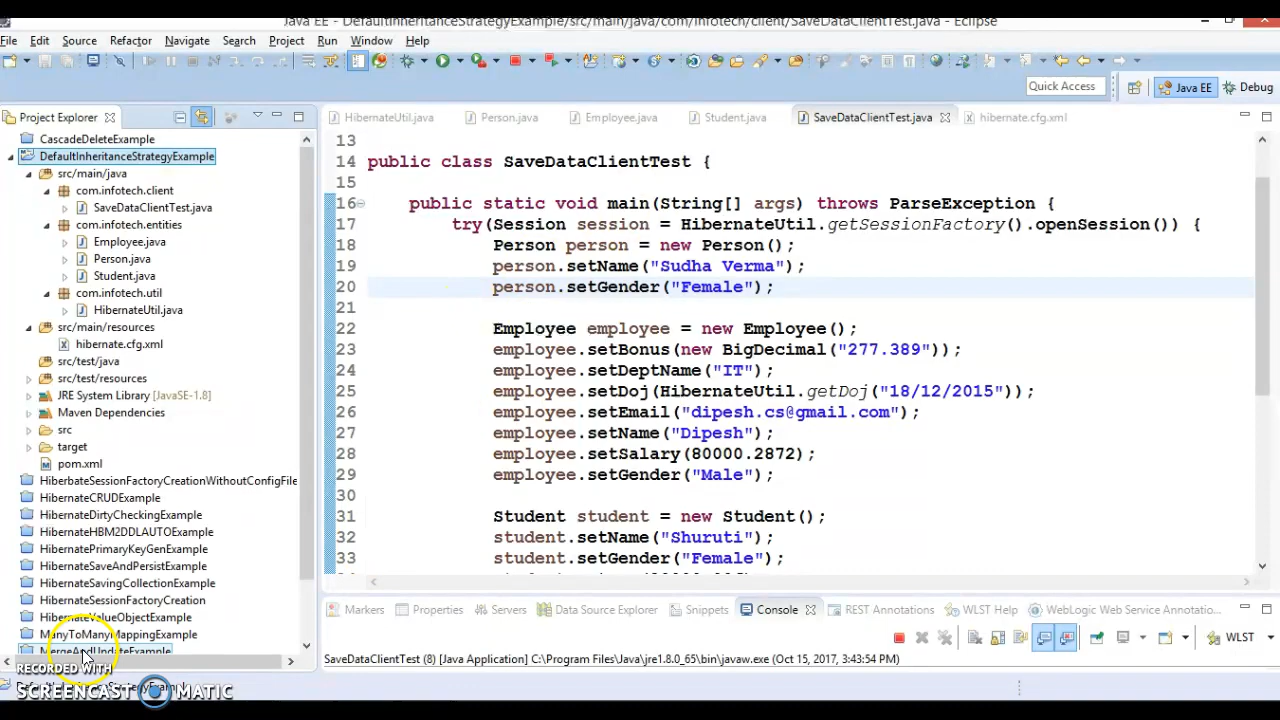 Java EE - DefaultInheritanceStrategyExample/src/main/java/com/infotech/client/SaveDataClientTest.java - Eclipse
File Edit Source Refactor Navigate Search Project Run Window Help
Quick Access Java EE Debug
Project Explorer
CascadeDeleteExample
DefaultInheritanceStrategyExample
src/main/java
com.infotech.client
SaveDataClientTest.java
com.infotech.entities
Employee.java
Person.java
Student.java
com.infotech.util
HibernateUtil.java
src/main/resources
hibernate.cfg.xml
src/test/java
src/test/resources
JRE System Library [JavaSE-1.8]
Maven Dependencies
src
target
pom.xml
HiberbateSessionFactoryCreationWithoutConfigFile
HibernateCRUDExample
HibernateDirtyCheckingExample
HibernateHBM2DDLAUTOExample
HibernatePrimaryKeyGenExample
HibernateSaveAndPersistExample
HibernateSavingCollectionExample
HibernateSessionFactoryCreation
HibernateValueObjectExample
ManyToManyMappingExample
MergeAndUpdateExample
HibernateUtil.java Person.java Employee.java Student.java SaveDataClientTest.java hibernate.cfg.xml
13
14 public class SaveDataClientTest {
15
16 public static void main(String[] args) throws ParseException {
17 try(Session session = HibernateUtil.getSessionFactory().openSession()) {
18 Person person = new Person();
19 person.setName("Sudha Verma");
20 person.setGender("Female");
21
22 Employee employee = new Employee();
23 employee.setBonus(new BigDecimal("277.389"));
24 employee.setDeptName("IT");
25 employee.setDoj(HibernateUtil.getDoj("18/12/2015"));
26 employee.setEmail("dipesh.cs@gmail.com");
27 employee.setName("Dipesh");
28 employee.setSalary(80000.2872);
29 employee.setGender("Male");
30
31 Student student = new Student();
32 student.setName("Shuruti");
33 student.setGender("Female");
Markers Properties Servers Data Source Explorer Snippets Console REST Annotations WLST Help WebLogic Web Service Annotatio...
WLST
SaveDataClientTest (8) [Java Application] C:\Program Files\Java\jre1.8.0_65\bin\javaw.exe (Oct 15, 2017, 3:43:54 PM)
RECORDED WITH
SCREENCAST MATIC